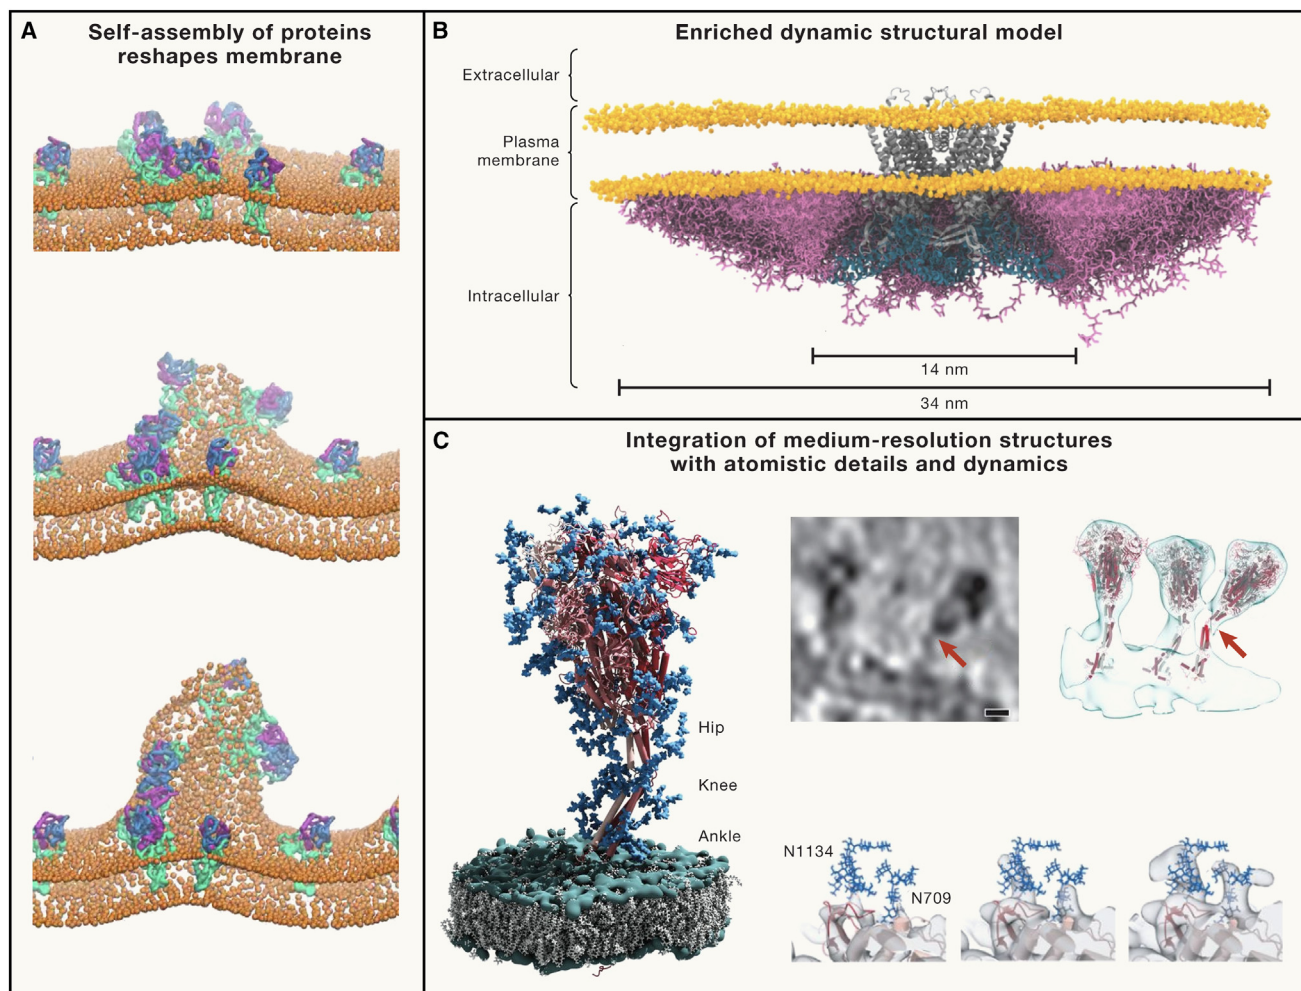 A
Self-assembly of proteins
reshapes membrane
B
Enriched dynamic structural model
Extracellular
Plasma
membrane
Intracellular
14 nm
34 nm
C
Integration of medium-resolution structures
with atomistic details and dynamics
Hip
Knee
Ankle
N1134
N709